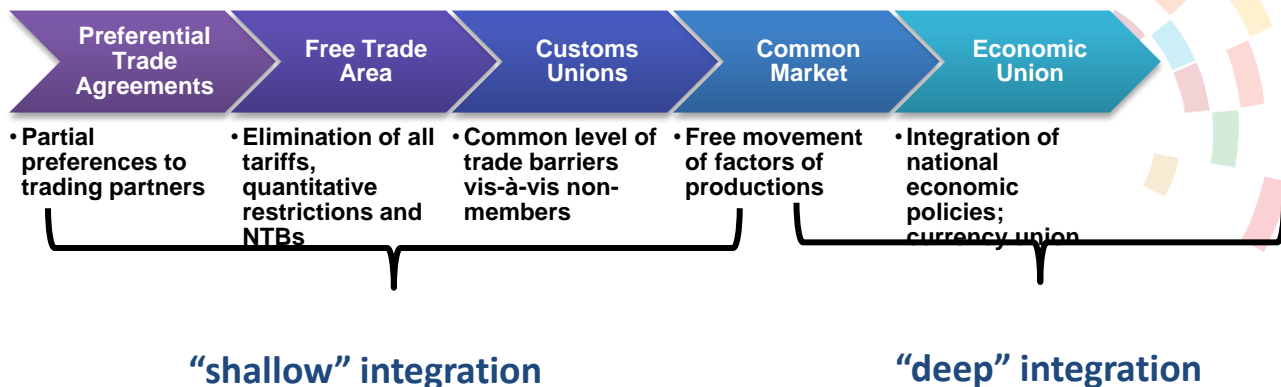 Preferential
Trade
Agreements
Free Trade
Area
Customs
Unions
Common
Market
Economic
Union
• Partial
preferences to
trading partners
• Elimination of all
tariffs,
quantitative
restrictions and
NTBs
• Common level of
trade barriers
vis-à-vis non-
members
• Free movement
of factors of
productions
• Integration of
national
economic
policies;
currency union
“shallow” integration
“deep” integration